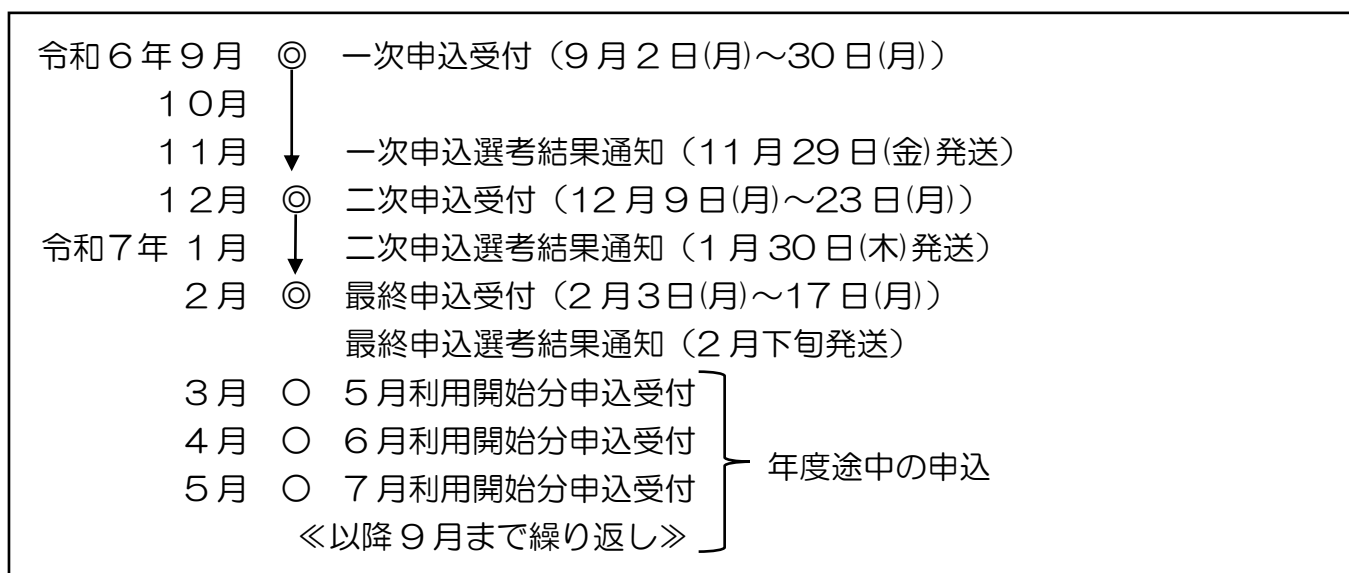 令和６年９月　◎　一次申込受付（９月２日(月)～30日(月)）
１０月
１１月　一次申込選考結果通知（11月29日(金)発送）
１２月　◎　二次申込受付（12月９日(月)～23日(月)）
令和７年 １月　二次申込選考結果通知（１月30日(木)発送）
２月　◎　最終申込受付（２月３日(月)～17日(月)）
最終申込選考結果通知（２月下旬発送）
３月　○　５月利用開始分申込受付
４月　○　６月利用開始分申込受付
年度途中の申込
５月　○　７月利用開始分申込受付
≪以降９月まで繰り返し≫